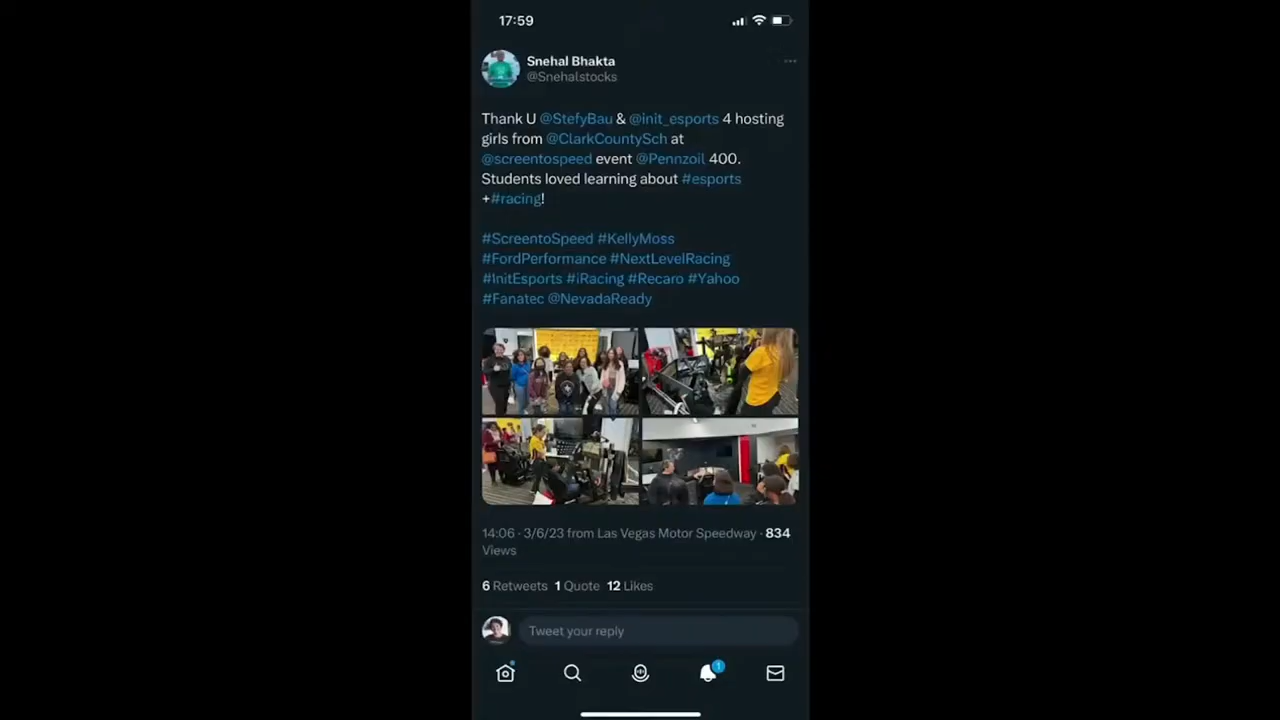 17:59
Snehal Bhakta
@Snehalstocks
Thank U @StefyBau & @init_esports 4 hosting
girls from @ClarkCountySch at
@screentospeed event @Pennzoil 400.
Students loved learning about #esports
+#racing!
#ScreentoSpeed #KellyMoss
#FordPerformance #NextLevelRacing
#InitEsports #iRacing #Recaro #Yahoo
#Fanatec @NevadaReady
14:06 · 3/6/23 from Las Vegas Motor Speedway · 834
Views
6 Retweets 1 Quote 12 Likes
Tweet your reply
1